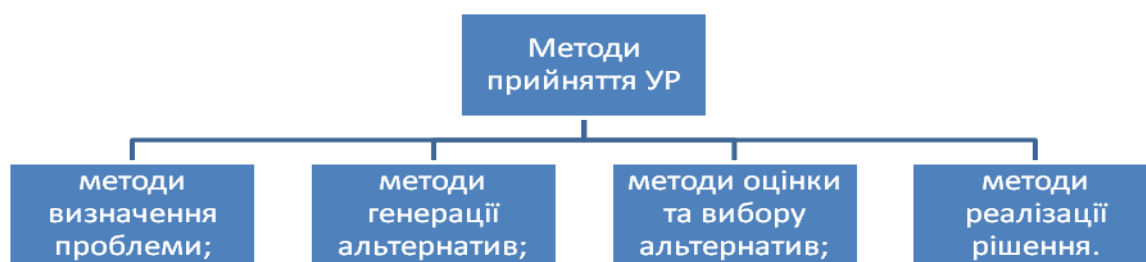 Методи
прийняття УР
методи
визначення
проблеми;
методи
генерації
альтернатив;
методи оцінки
та вибору
альтернатив;
методи
реалізації
рішення.